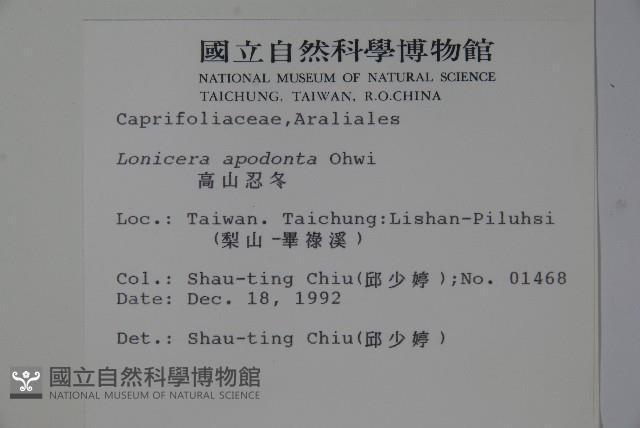 國立自然科學博物館
NATIONAL MUSEUM OF NATURAL SCIENCE
TAICHUNG, TAIWAN, R.O.CHINA
Caprifoliaceae,Araliales
Lonicera apodonta Ohwi
高山忍冬
Loc.: Taiwan. Taichung:Lishan-Piluhsi
(梨山-畢祿溪)
Col.: Shau-ting Chiu(邱少婷);No. 01468
Date: Dec. 18, 1992
Det.: Shau-ting Chiu(邱少婷)
國立自然科學博物館
NATIONAL MUSEUM OF NATURAL SCIENCE